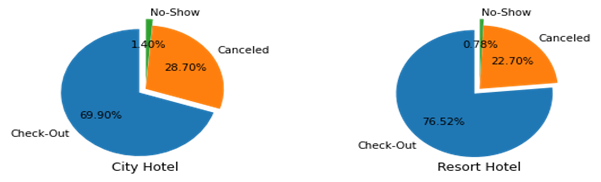 No-Show
1.40%
Canceled
28.70%
69.90%
Check-Out
City Hotel
No-Show
0.78%
Canceled
22.70%
76.52%
Check-Out
Resort Hotel